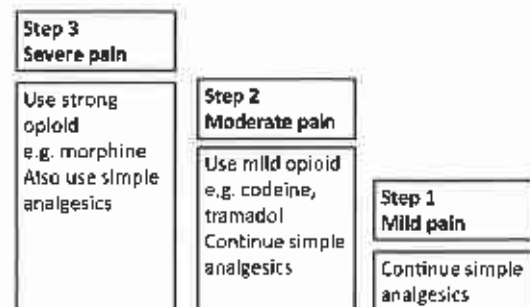 Step 3
Severe pain
Use strong
opioid
e.g. morphine
Also use simple
analgesics
Step 2
Moderate pain
Use mild opioid
e.g. codeine,
tramadol
Continue simple
analgesics
Step 1
Mild pain
Continue simple
analgesics